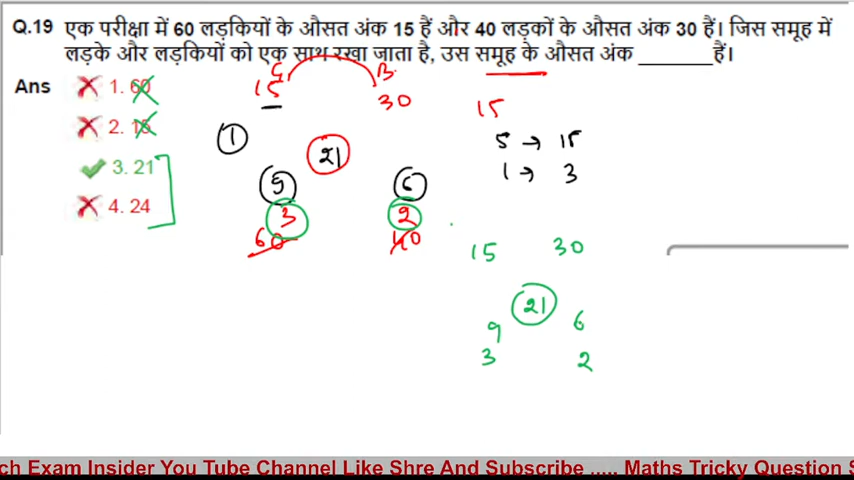 Q.19 एक परीक्षा में 60 लड़कियों के औसत अंक 15 हैं और 40 लड़कों के औसत अंक 30 हैं। जिस समूह में
लड़के और लड़कियों को एक साथ रखा जाता है, उस समूह के औसत अंक ______ हैं।
Ans
1. 60
2. 15
3. 21
4. 24
G B
15 30
1
21
9 6
3 2
60 40
15
5 → 15
1 → 3
15 30
21
9 6
3 2
ch Exam Insider You Tube Channel Like Shre And Subscribe ..... Maths Tricky Question S